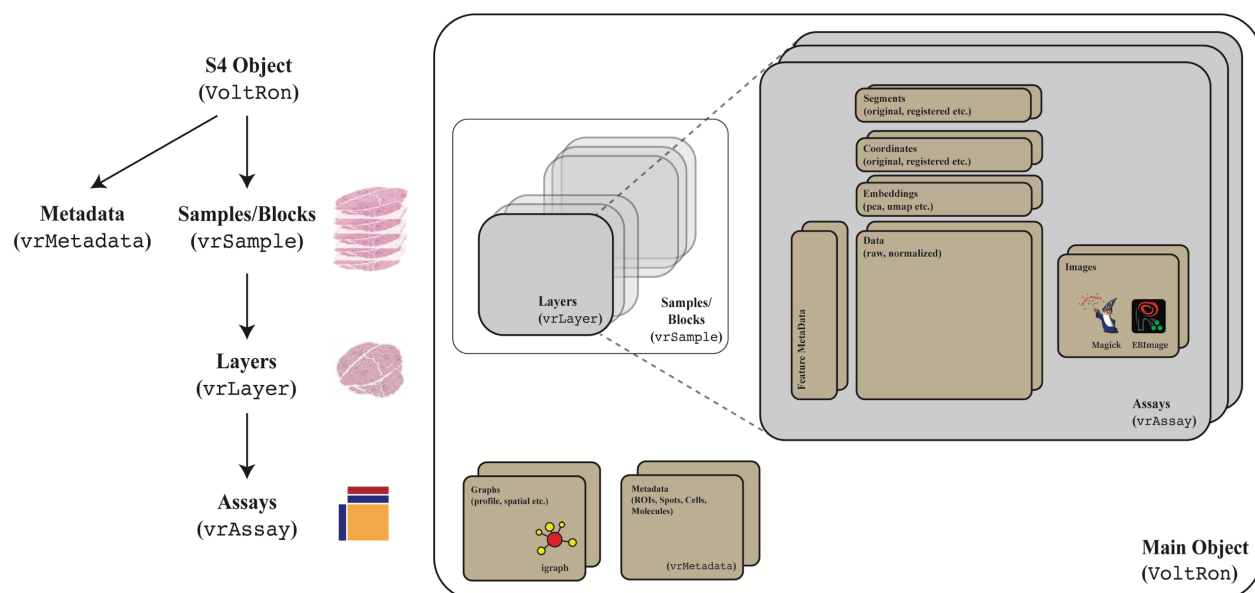 S4 Object
(VoltRon)
Metadata
(vrMetadata)
Samples/Blocks
(vrSample)
Layers
(vrLayer)
Assays
(vrAssay)
Layers
(vrLayer)
Samples/
Blocks
(vrSample)
Segments
(original, registered etc.)
Coordinates
(original, registered etc.)
Embeddings
(pca, umap etc.)
Feature MetaData
Data
(raw, normalized)
Images
Magick
EBImage
Assays
(vrAssay)
Graphs
(profile, spatial etc.)
igraph
Metadata
(ROIs, Spots, Cells,
Molecules)
(vrMetadata)
Main Object
(VoltRon)